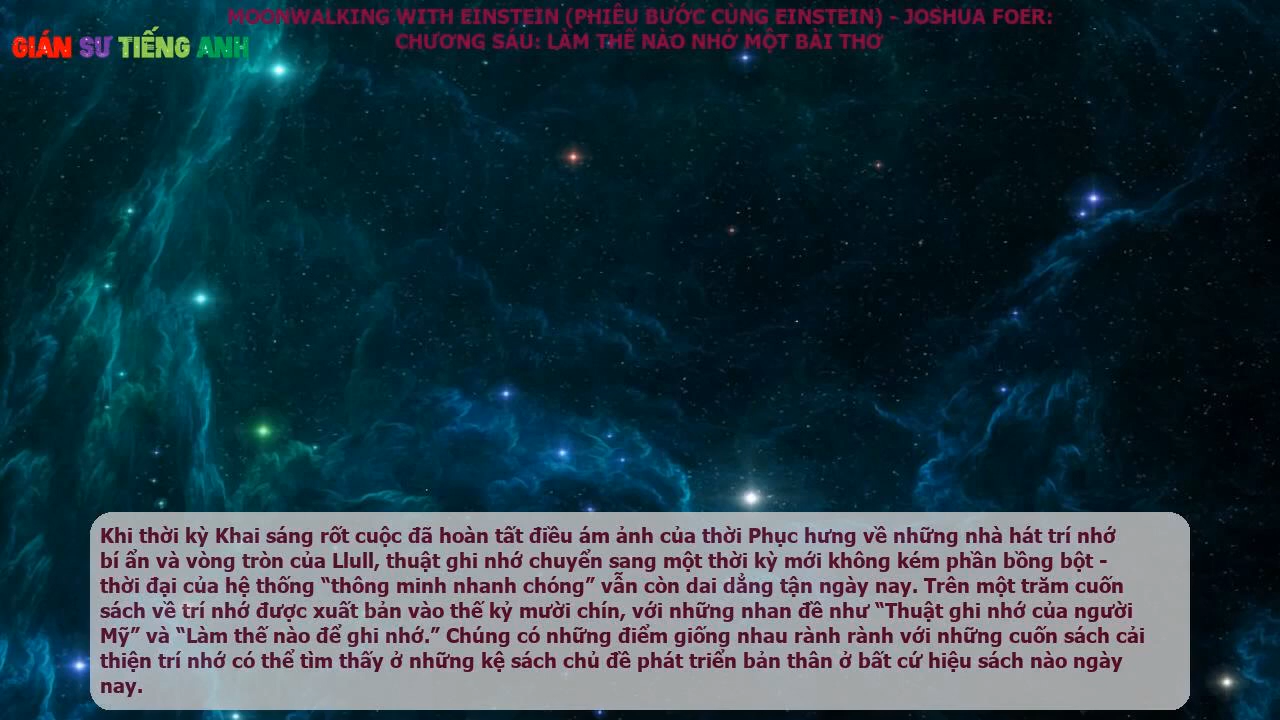 MOONWALKING WITH EINSTEIN (PHIÊU BƯỚC CÙNG EINSTEIN) - JOSHUA FOER:
CHƯƠNG SÁU: LÀM THẾ NÀO NHỚ MỘT BÀI THƠ
GIÁN SƯ TIẾNG ANH
Khi thời kỳ Khai sáng rốt cuộc đã hoàn tất điều ám ảnh của thời Phục hưng về những nhà hát trí nhớ
bí ẩn và vòng tròn của Llull, thuật ghi nhớ chuyển sang một thời kỳ mới không kém phần bồng bột -
thời đại của hệ thống “thông minh nhanh chóng” vẫn còn dai dẳng tận ngày nay. Trên một trăm cuốn
sách về trí nhớ được xuất bản vào thế kỷ mười chín, với những nhan đề như “Thuật ghi nhớ của người
Mỹ” và “Làm thế nào để ghi nhớ.” Chúng có những điểm giống nhau rành rành với những cuốn sách cải
thiện trí nhớ có thể tìm thấy ở những kệ sách chủ đề phát triển bản thân ở bất cứ hiệu sách nào ngày
nay.